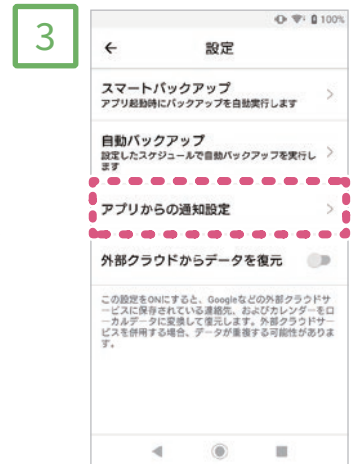 3
100%
設定
スマートバックアップ
アプリ起動時にバックアップを自動実行します
自動バックアップ
設定したスケジュールで自動バックアップを実行し
ます
アプリからの通知設定
外部クラウドからデータを復元
この設定をONにすると、Googleなどの外部クラウドサ
ービスに保存されている連絡先、およびカレンダーをロ
ーカルデータに変換して復元します。外部クラウドサー
ビスを併用する場合、データが重複する可能性がありま
す。